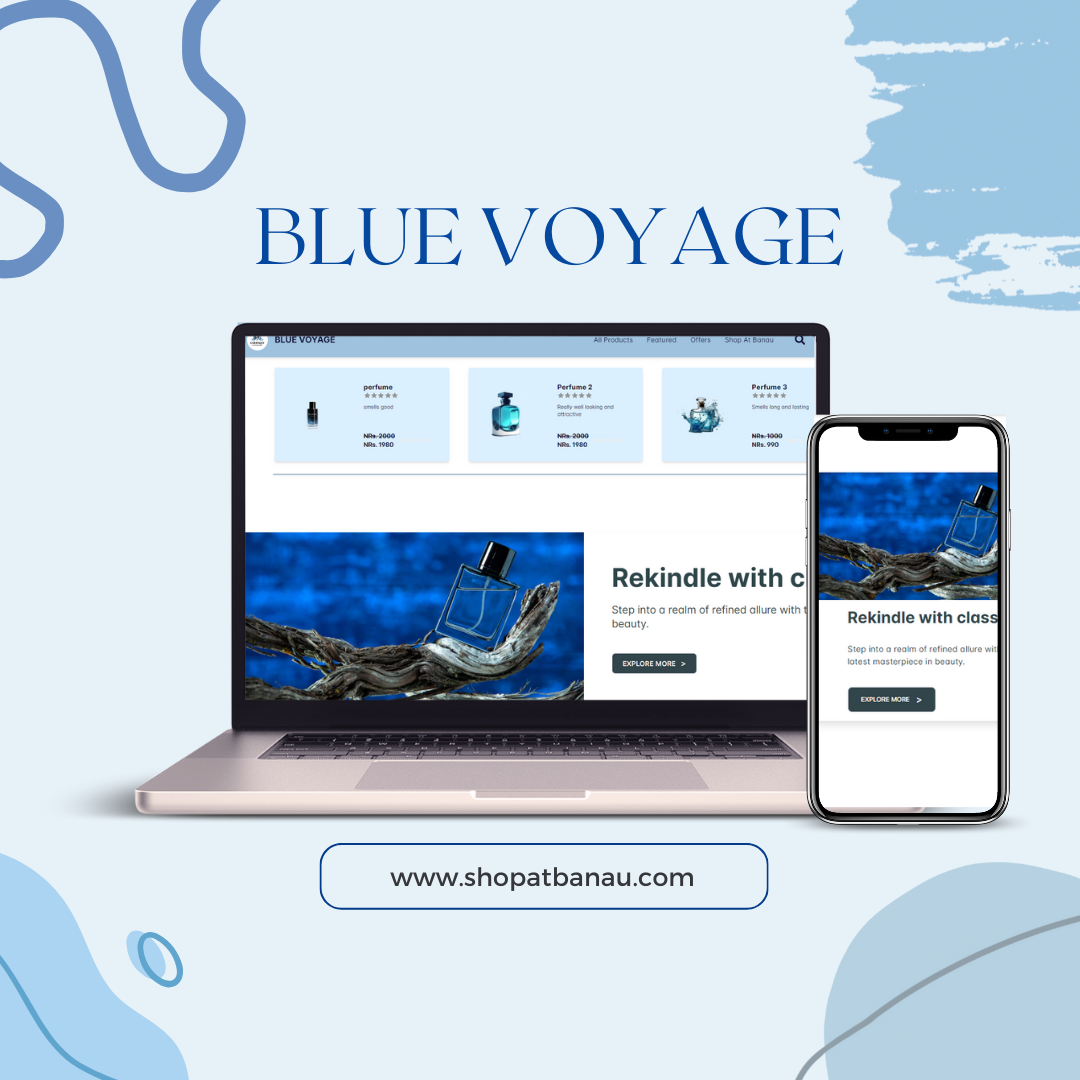 BLUE VOYAGE
BLUE VOYAGE
All Products Featured Offers Shop At Banau
perfume
smells good
NRs. 2000
NRs. 1980
Perfume 2
Really well looking and
attractive
NRs. 2000
NRs. 1980
Perfume 3
Smells long and lasting
NRs. 1000
NRs. 990
Rekindle with c
Step into a realm of refined allure with t
beauty.
EXPLORE MORE >
Rekindle with class
Step into a realm of refined allure wit
latest masterpiece in beauty.
EXPLORE MORE >
www.shopatbanau.com